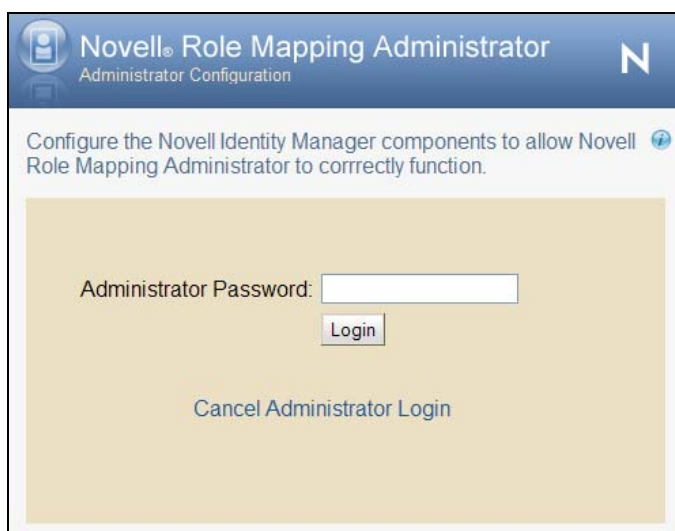 Novell® Role Mapping Administrator
Administrator Configuration
N
Configure the Novell Identity Manager components to allow Novell
Role Mapping Administrator to corrrectly function.
Administrator Password:
Login
Cancel Administrator Login